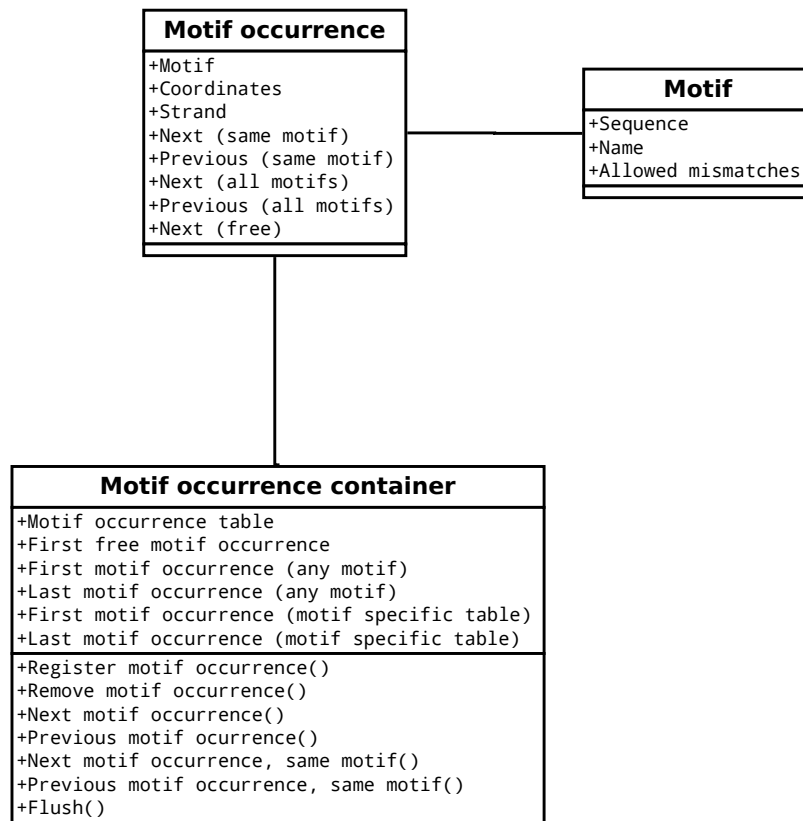 Motif occurrence
+Motif
+Coordinates
+Strand
+Next (same motif)
+Previous (same motif)
+Next (all motifs)
+Previous (all motifs)
+Next (free)
Motif
+Sequence
+Name
+Allowed mismatches
Motif occurrence container
+Motif occurrence table
+First free motif occurrence
+First motif occurrence (any motif)
+Last motif occurrence (any motif)
+First motif occurrence (motif specific table)
+Last motif occurrence (motif specific table)
+Register motif occurrence()
+Remove motif occurrence()
+Next motif occurrence()
+Previous motif ocurrence()
+Next motif occurrence, same motif()
+Previous motif occurrence, same motif()
+Flush()